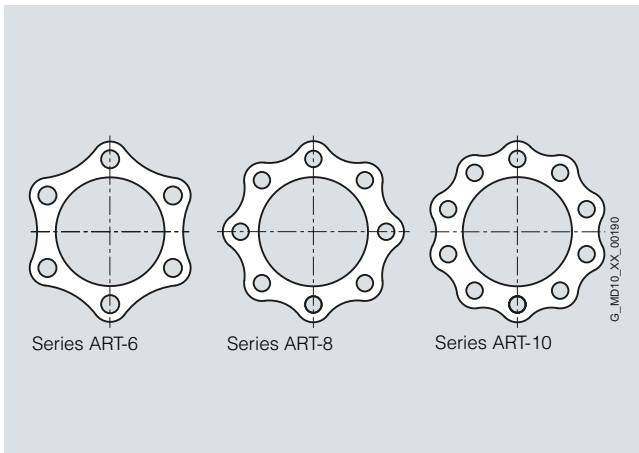 Series ART-6
Series ART-8
Series ART-10
G_MD10_XX_00190